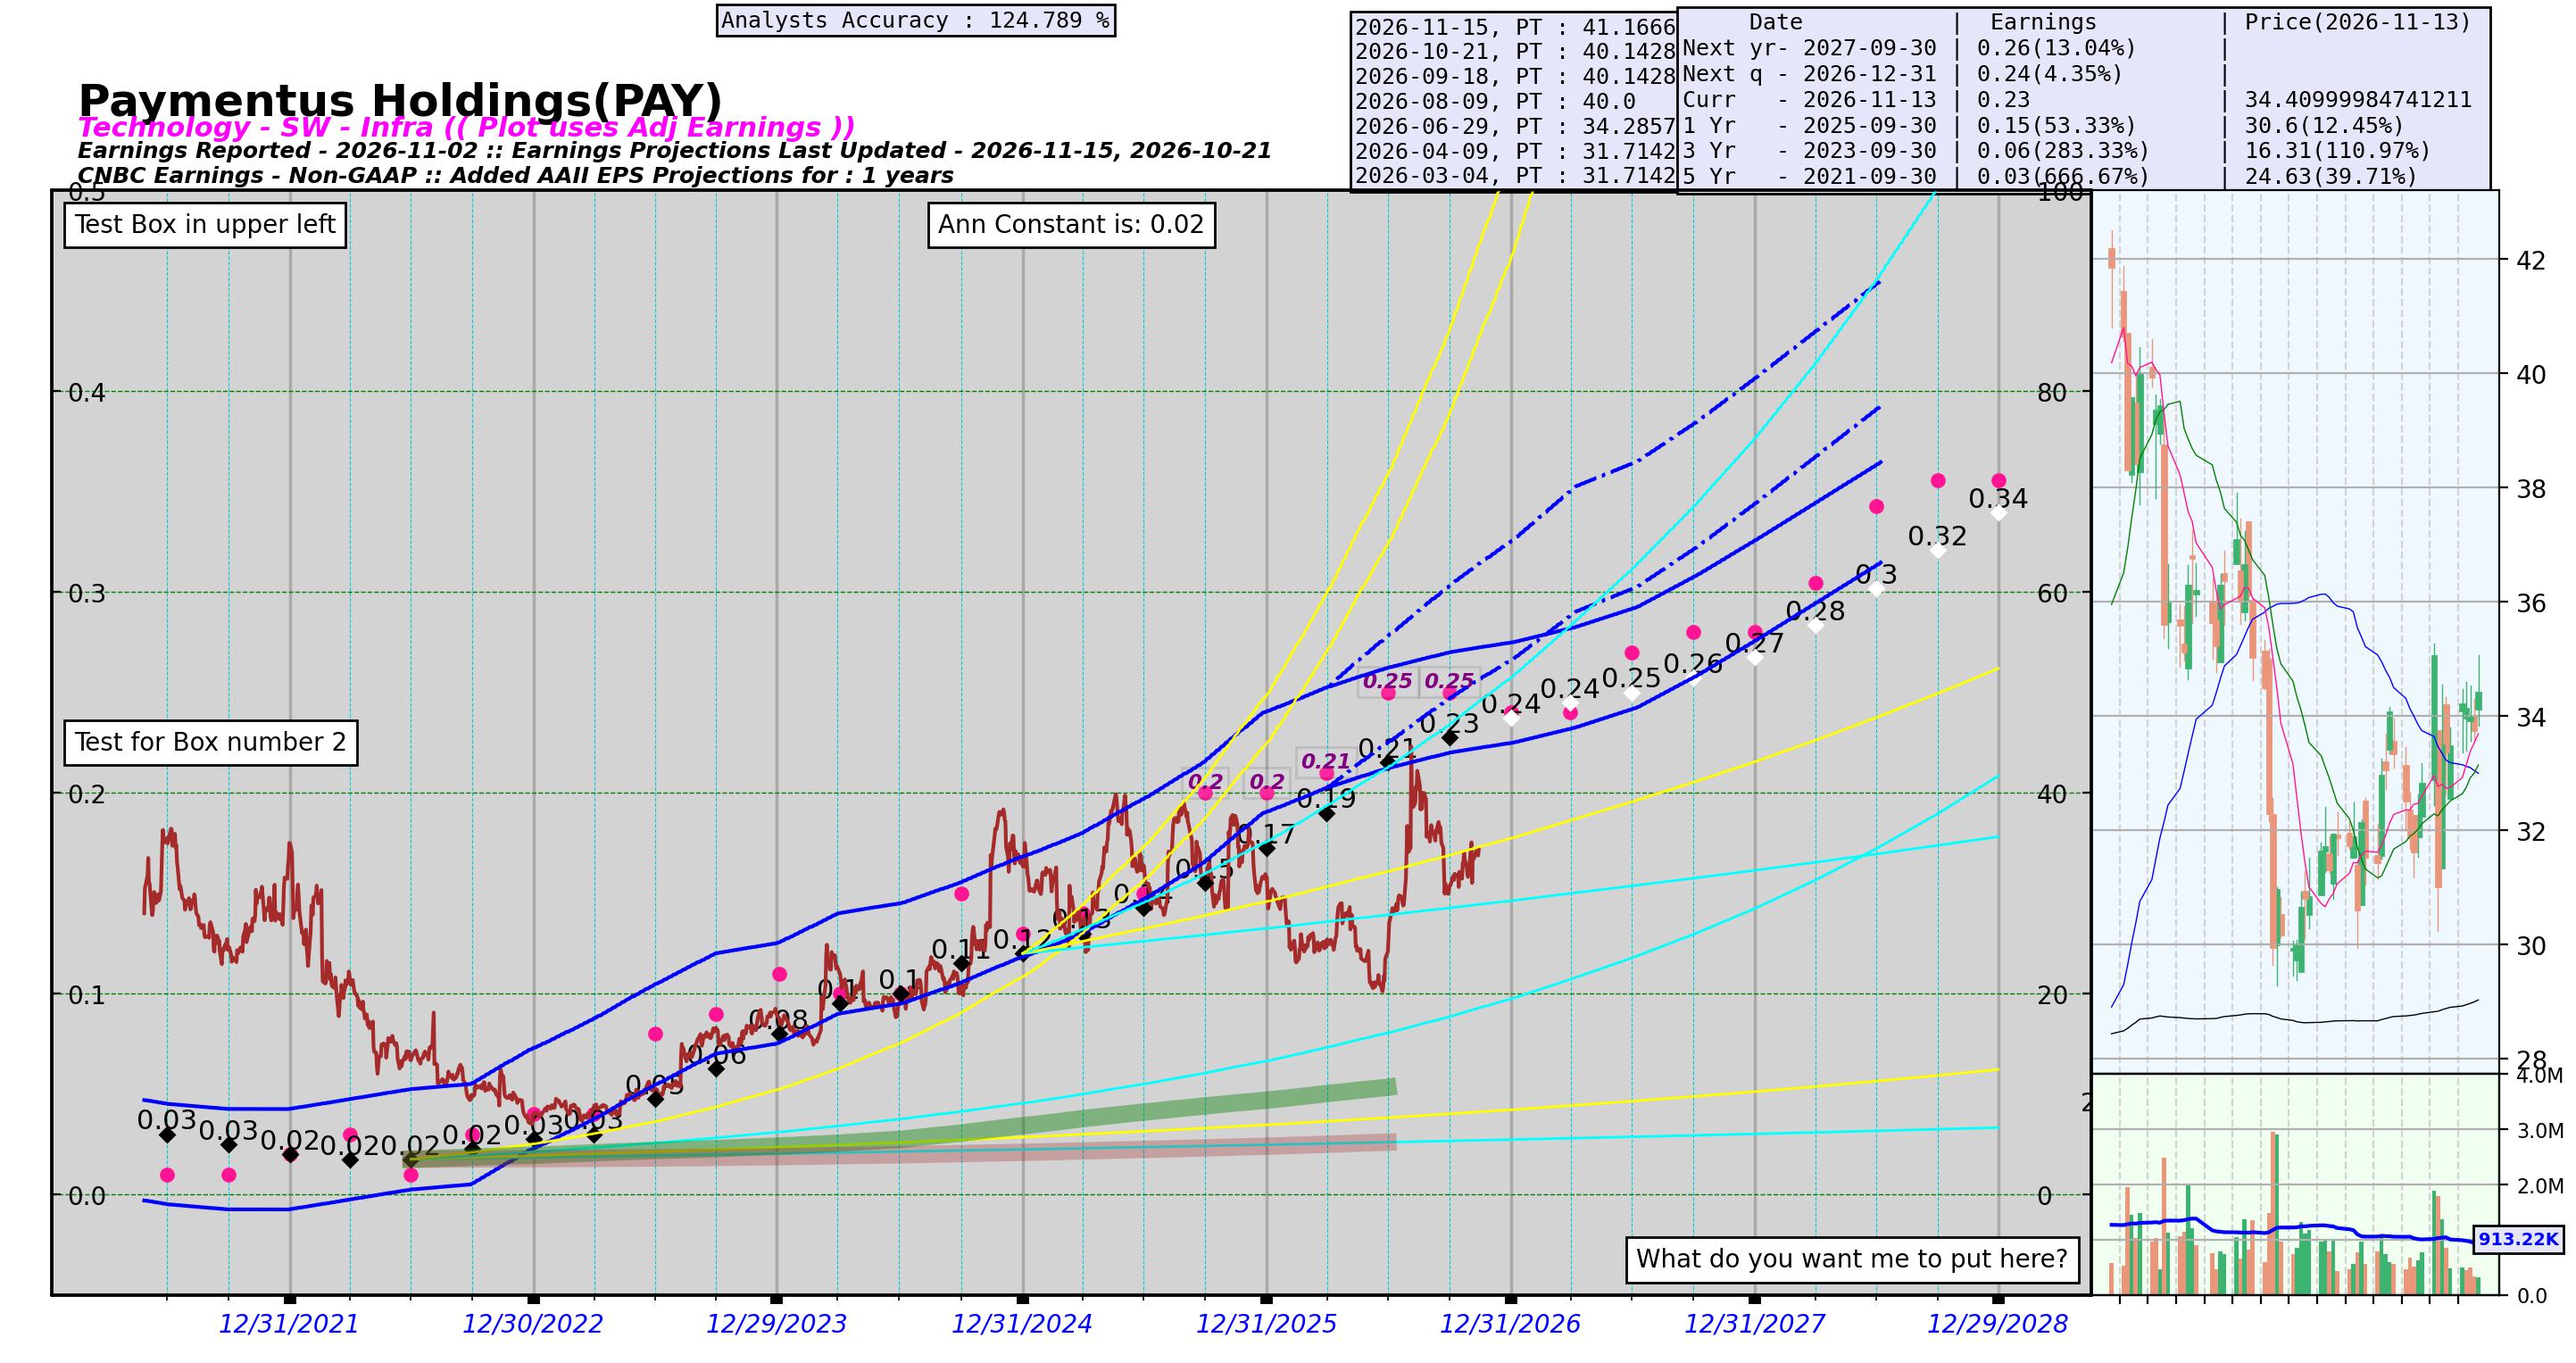 Analysts Accuracy : 124.789 %
2026-11-15, PT : 41.1666
2026-10-21, PT : 40.1428
2026-09-18, PT : 40.1428
2026-08-09, PT : 40.0
2026-06-29, PT : 34.2857
2026-04-09, PT : 31.7142
2026-03-04, PT : 31.7142
Date | Earnings | Price(2026-11-13)
Next yr- 2027-09-30 | 0.26(13.04%) |
Next q - 2026-12-31 | 0.24(4.35%) |
Curr - 2026-11-13 | 0.23 | 34.40999984741211
1 Yr - 2025-09-30 | 0.15(53.33%) | 30.6(12.45%)
3 Yr - 2023-09-30 | 0.06(283.33%) | 16.31(110.97%)
5 Yr - 2021-09-30 | 0.03(666.67%) | 24.63(39.71%)
Paymentus Holdings(PAY)
Technology - SW - Infra (( Plot uses Adj Earnings ))
Earnings Reported - 2026-11-02 :: Earnings Projections Last Updated - 2026-11-15, 2026-10-21
CNBC Earnings - Non-GAAP :: Added AAII EPS Projections for : 1 years
Test Box in upper left
Ann Constant is: 0.02
Test for Box number 2
What do you want me to put here?
0.5
0.4
0.3
0.2
0.1
0.0
100
80
60
40
20
0
0.03
0.03
0.02
0.02
0.02
0.02
0.03
0.03
0.05
0.06
0.08
0.1
0.1
0.11
0.12
0.13
0.14
0.15
0.17
0.19
0.21
0.23
0.24
0.24
0.25
0.26
0.27
0.28
0.3
0.32
0.34
0.2
0.2
0.21
0.25
0.25
12/31/2021
12/30/2022
12/29/2023
12/31/2024
12/31/2025
12/31/2026
12/31/2027
12/29/2028
42
40
38
36
34
32
30
28
4.0M
3.0M
2.0M
913.22K
0.0
2